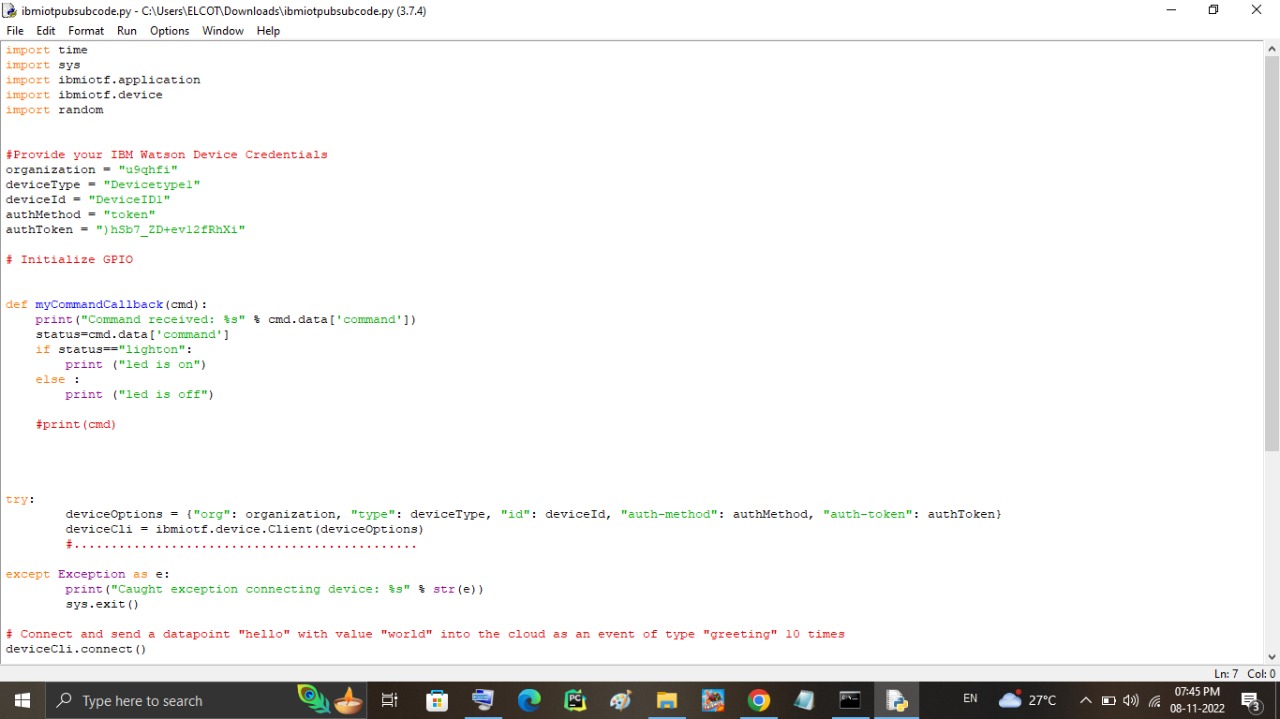 ibmiotpubsubcode.py - C:\Users\ELCOT\Downloads\ibmiotpubsubcode.py (3.7.4)
File Edit Format Run Options Window Help
import time
import sys
import ibmiotf.application
import ibmiotf.device
import random
#Provide your IBM Watson Device Credentials
organization = "u9qhfi"
deviceType = "Devicetype1"
deviceId = "DeviceID1"
authMethod = "token"
authToken = ")hSb7_ZD+ev12fRhXi"
# Initialize GPIO
def myCommandCallback(cmd):
    print("Command received: %s" % cmd.data['command'])
    status=cmd.data['command']
    if status=="lighton":
        print ("led is on")
    else :
        print ("led is off")
    #print(cmd)
try:
        deviceOptions = {"org": organization, "type": deviceType, "id": deviceId, "auth-method": authMethod, "auth-token": authToken}
        deviceCli = ibmiotf.device.Client(deviceOptions)
        #..............................................
except Exception as e:
        print("Caught exception connecting device: %s" % str(e))
        sys.exit()
# Connect and send a datapoint "hello" with value "world" into the cloud as an event of type "greeting" 10 times
deviceCli.connect()
Ln: 7 Col: 0
Type here to search
PC
EN
27°C
07:45 PM
08-11-2022
3